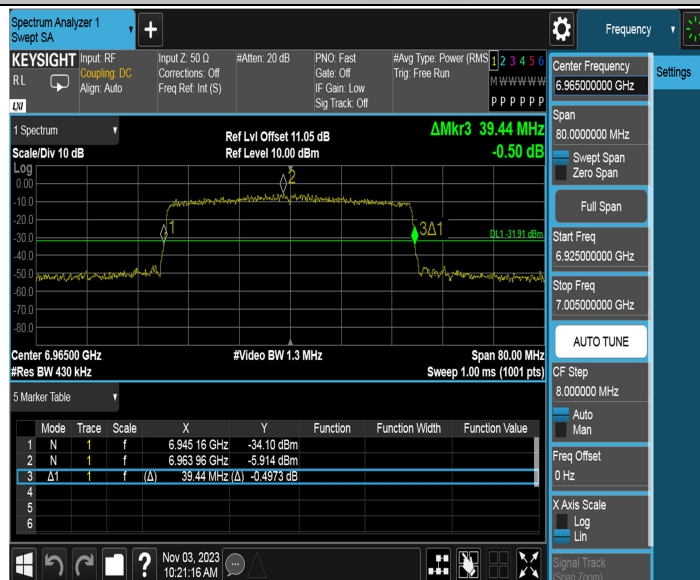 Spectrum Analyzer 1
Swept SA
Frequency
KEYSIGHT
RL
LXI
Input: RF
Coupling: DC
Align: Auto
Input Z: 50 Ω
Corrections: Off
Freq Ref: Int (S)
#Atten: 20 dB
PNO: Fast
Gate: Off
IF Gain: Low
Sig Track: Off
#Avg Type: Power (RMS
Trig: Free Run
1 2 3 4 5 6
M W W W W W
P P P P P P
Center Frequency
6.965000000 GHz
Settings
Span
80.0000000 MHz
Swept Span
Zero Span
Full Span
Start Freq
6.925000000 GHz
Stop Freq
7.005000000 GHz
AUTO TUNE
CF Step
8.000000 MHz
Auto
Man
Freq Offset
0 Hz
X Axis Scale
Log
Lin
Signal Track
(Span Zoom)
1 Spectrum
Scale/Div 10 dB
Ref Lvl Offset 11.05 dB
Ref Level 10.00 dBm
ΔMkr3 39.44 MHz
-0.50 dB
Log
0.00
-10.0
-20.0
-30.0
-40.0
-50.0
-60.0
-70.0
-80.0
2
1
3Δ1
DL1 -31.91 dBm
Center 6.96500 GHz
#Video BW 1.3 MHz
Span 80.00 MHz
#Res BW 430 kHz
Sweep 1.00 ms (1001 pts)
5 Marker Table
Mode Trace Scale X Y Function Function Width Function Value
1 N 1 f 6.945 16 GHz -34.10 dBm
2 N 1 f 6.963 96 GHz -5.914 dBm
3 Δ1 1 f (Δ) 39.44 MHz (Δ) -0.4973 dB
4
5
6
?
Nov 03, 2023
10:21:16 AM